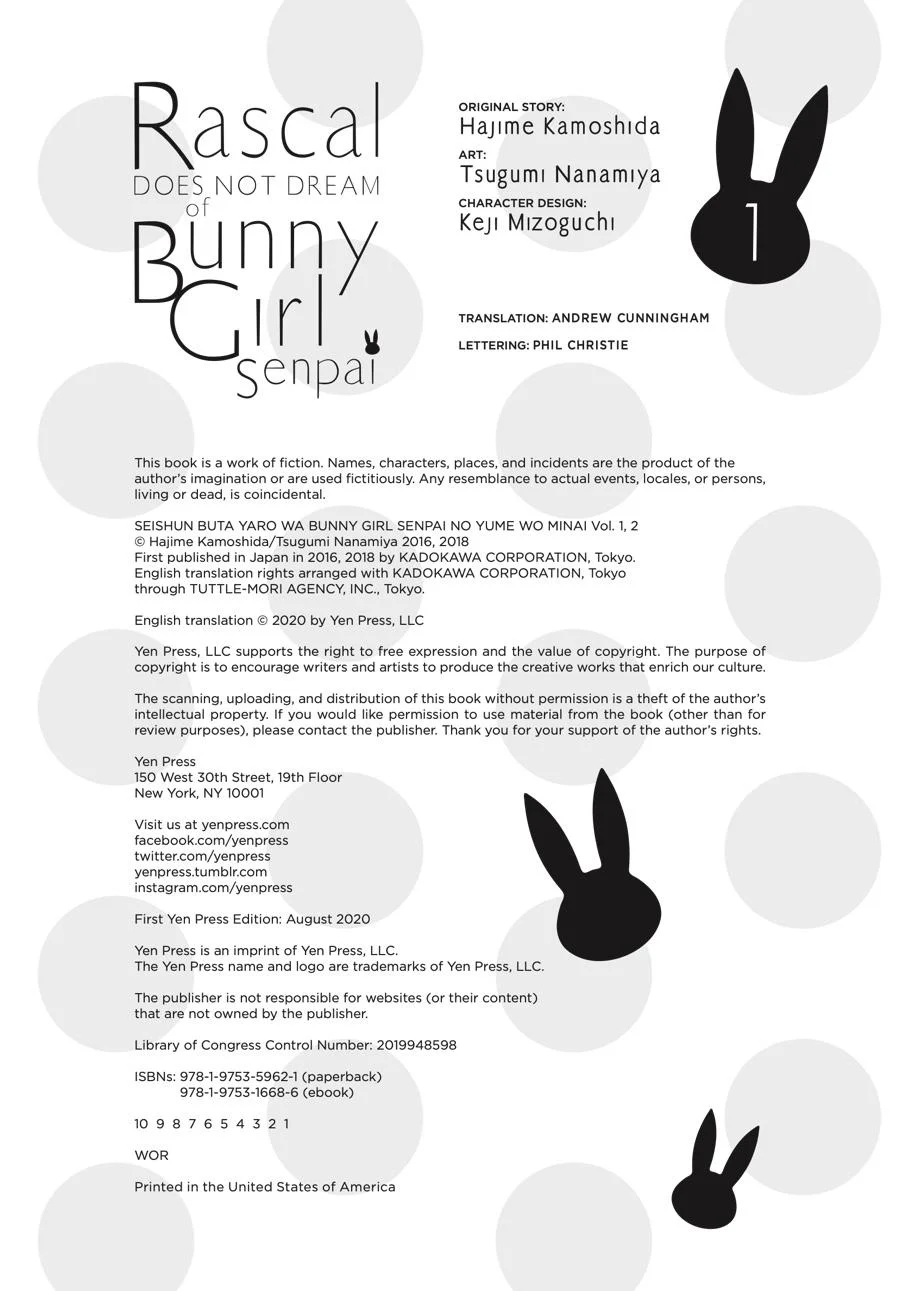 Rascal
DOES NOT DREAM
of
Bunny
Girl
Senpai
ORIGINAL STORY:
Hajime Kamoshida
ART:
Tsugumi Nanamiya
CHARACTER DESIGN:
Keji Mizoguchi
1
TRANSLATION: ANDREW CUNNINGHAM
LETTERING: PHIL CHRISTIE
This book is a work of fiction. Names, characters, places, and incidents are the product of the
author's imagination or are used fictitiously. Any resemblance to actual events, locales, or persons,
living or dead, is coincidental.
SEISHUN BUTA YARO WA BUNNY GIRL SENPAI NO YUME WO MINAI Vol. 1, 2
© Hajime Kamoshida/Tsugumi Nanamiya 2016, 2018
First published in Japan in 2016, 2018 by KADOKAWA CORPORATION, Tokyo.
English translation rights arranged with KADOKAWA CORPORATION, Tokyo
through TUTTLE-MORI AGENCY, INC., Tokyo.
English translation © 2020 by Yen Press, LLC
Yen Press, LLC supports the right to free expression and the value of copyright. The purpose of
copyright is to encourage writers and artists to produce the creative works that enrich our culture.
The scanning, uploading, and distribution of this book without permission is a theft of the author's
intellectual property. If you would like permission to use material from the book (other than for
review purposes), please contact the publisher. Thank you for your support of the author's rights.
Yen Press
150 West 30th Street, 19th Floor
New York, NY 10001
Visit us at yenpress.com
facebook.com/yenpress
twitter.com/yenpress
yenpress.tumblr.com
instagram.com/yenpress
First Yen Press Edition: August 2020
Yen Press is an imprint of Yen Press, LLC.
The Yen Press name and logo are trademarks of Yen Press, LLC.
The publisher is not responsible for websites (or their content)
that are not owned by the publisher.
Library of Congress Control Number: 2019948598
ISBNs: 978-1-9753-5962-1 (paperback)
978-1-9753-1668-6 (ebook)
10 9 8 7 6 5 4 3 2 1
WOR
Printed in the United States of America